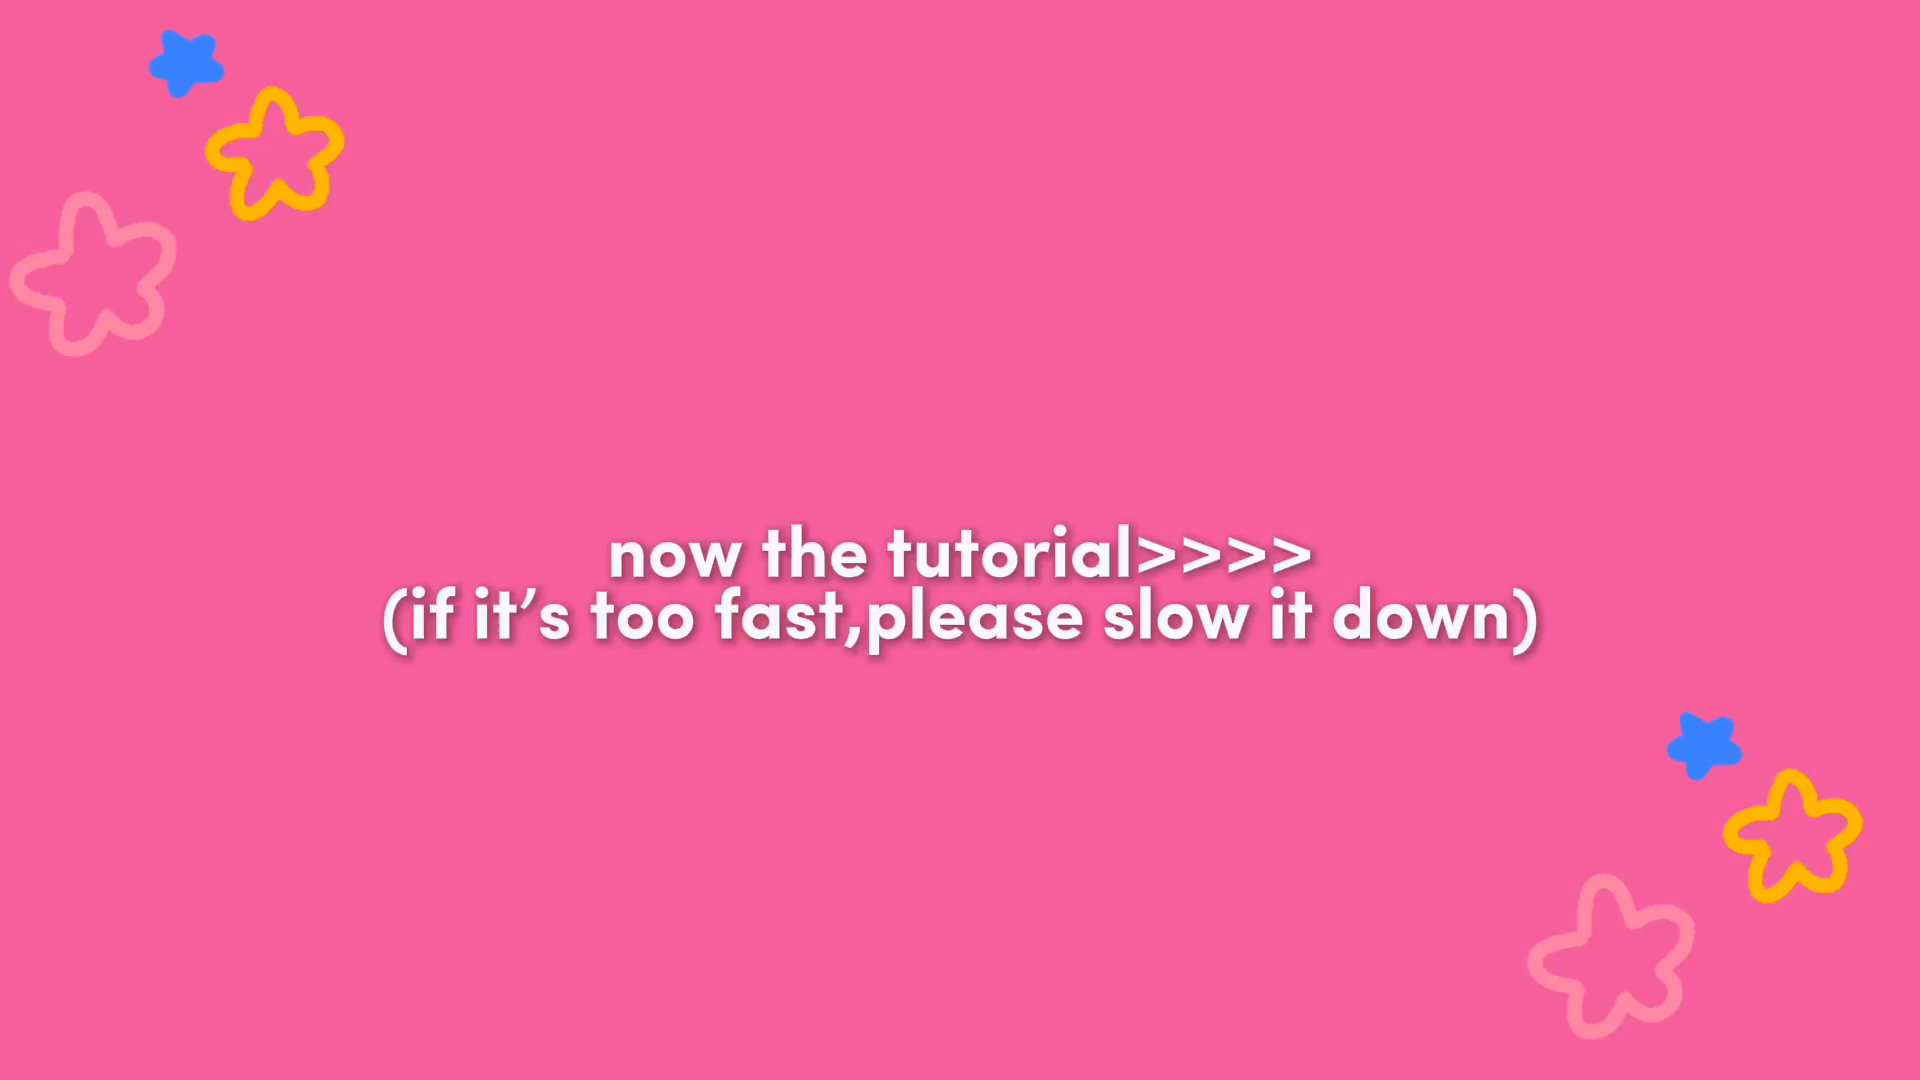 now the tutorial>>>>
(if it’s too fast,please slow it down)